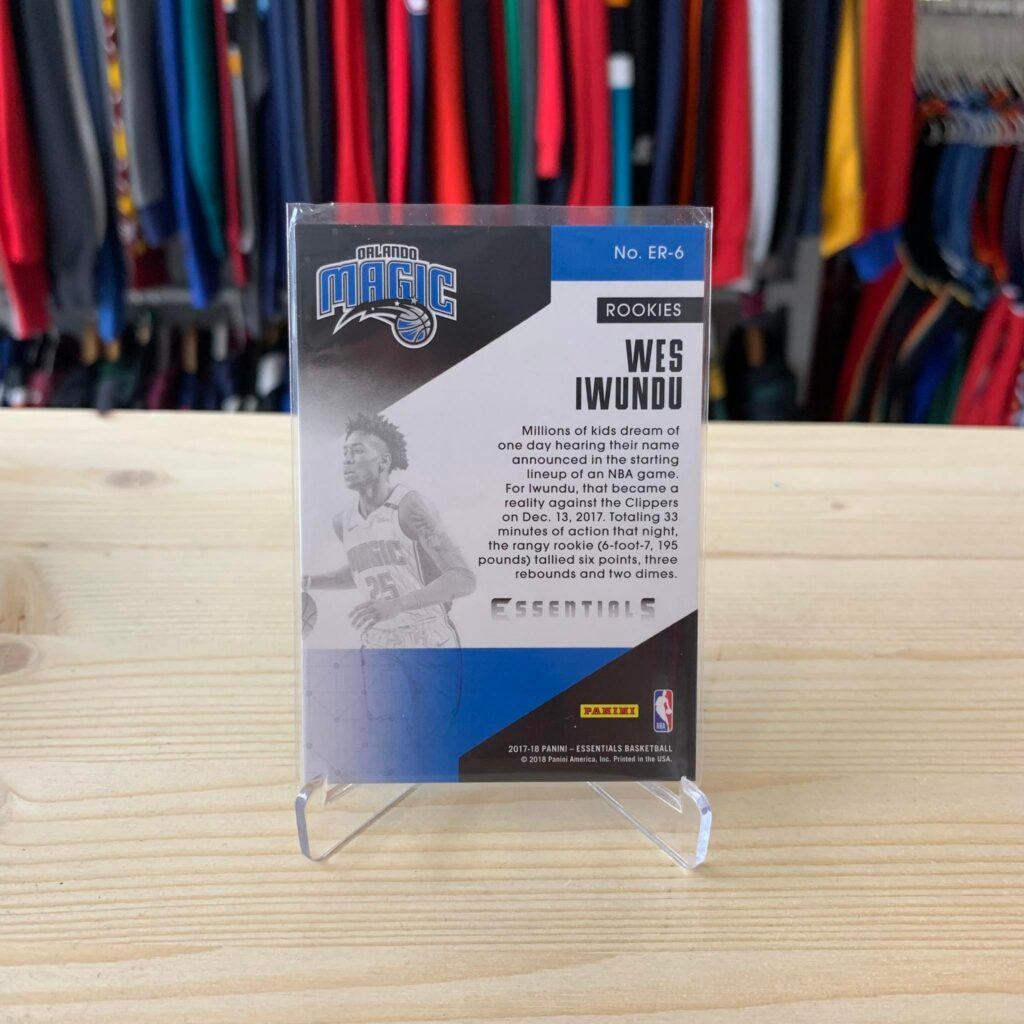 ORLANDO
MAGIC
No. ER-6
ROOKIES
WES
IWUNDU
Millions of kids dream of
one day hearing their name
announced in the starting
lineup of an NBA game.
For Iwundu, that became a
reality against the Clippers
on Dec. 13, 2017. Totaling 33
minutes of action that night,
the rangy rookie (6-foot-7, 195
pounds) tallied six points, three
rebounds and two dimes.
MAGIC
25
ESSENTIALS
PANINI
NBA
2017-18 PANINI – ESSENTIALS BASKETBALL
© 2018 Panini America, Inc. Printed in the USA.